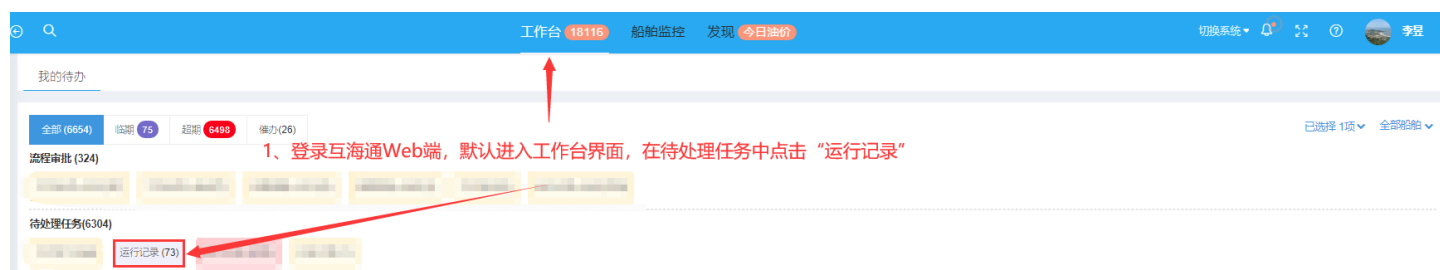 工作台 18116 船舶监控 发现 今日油价 切换系统 李昱
我的待办
全部 (6654) 临期 75 超期 6498 催办(26) 已选择 1项 全部船舶
1、登录互海通Web端，默认进入工作台界面，在待处理任务中点击“运行记录”
流程审批 (324)
待处理任务(6304)
运行记录 (73)